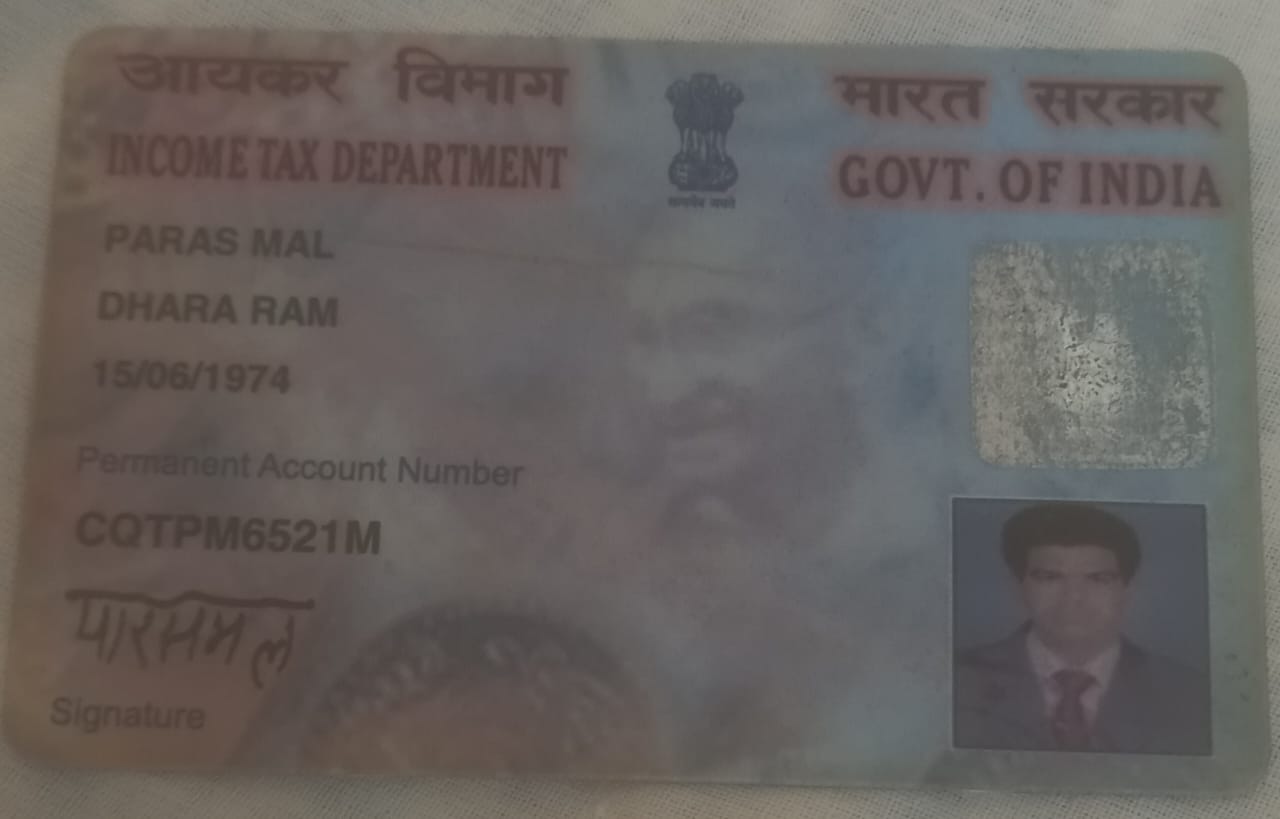 आयकर विभाग
INCOME TAX DEPARTMENT
भारत सरकार
GOVT. OF INDIA
सत्यमेव जयते
PARAS MAL
DHARA RAM
15/06/1974
Permanent Account Number
CQTPM6521M
पारसमल
Signature